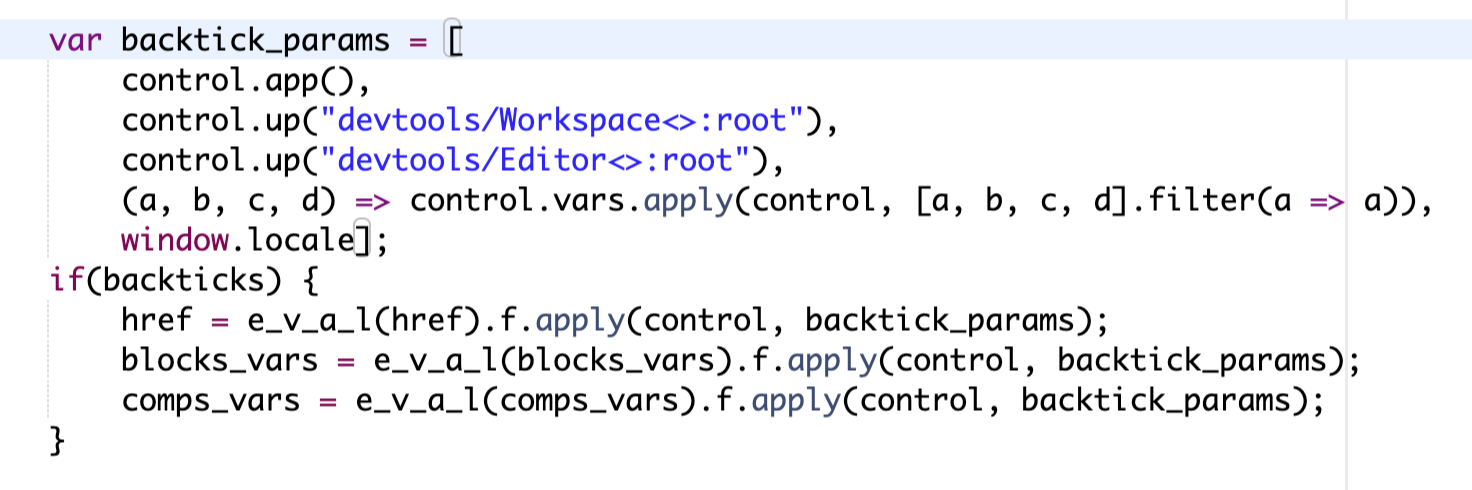 var backtick_params = [
control.app(),
control.up("devtools/Workspace<>:root"),
control.up("devtools/Editor<>:root"),
(a, b, c, d) => control.vars.apply(control, [a, b, c, d].filter(a => a)),
window.locale];
if(backticks) {
href = e_v_a_l(href).f.apply(control, backtick_params);
blocks_vars = e_v_a_l(blocks_vars).f.apply(control, backtick_params);
comps_vars = e_v_a_l(comps_vars).f.apply(control, backtick_params);
}